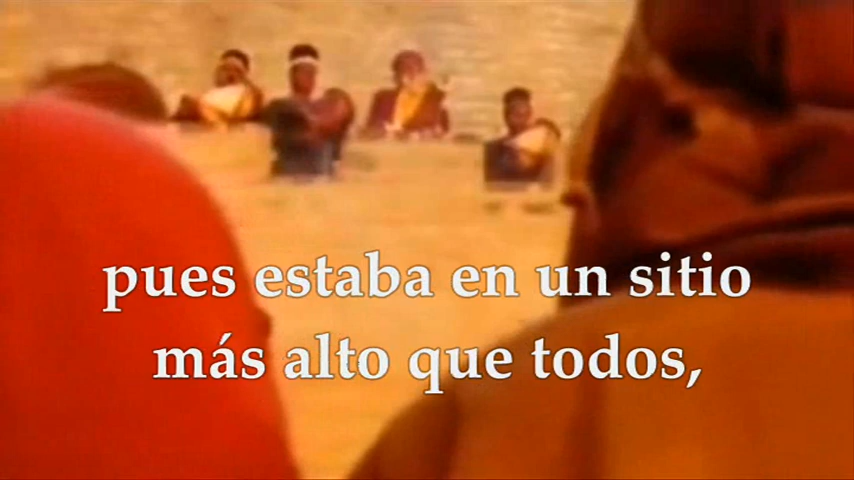 pues estaba en un sitio
más alto que todos,